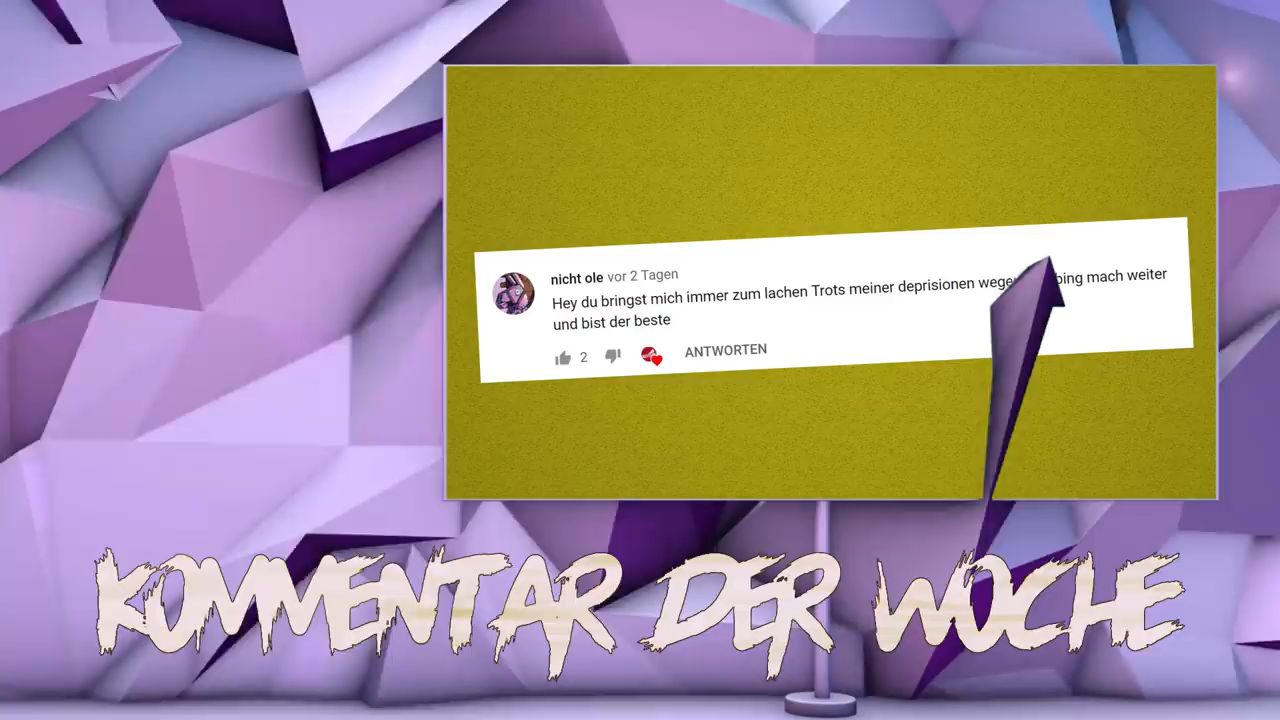 nicht ole vor 2 Tagen
Hey du bringst mich immer zum lachen Trots meiner deprisionen mach weiter
und bist der beste
2 ANTWORTEN
KOMMENTAR DER WOCHE